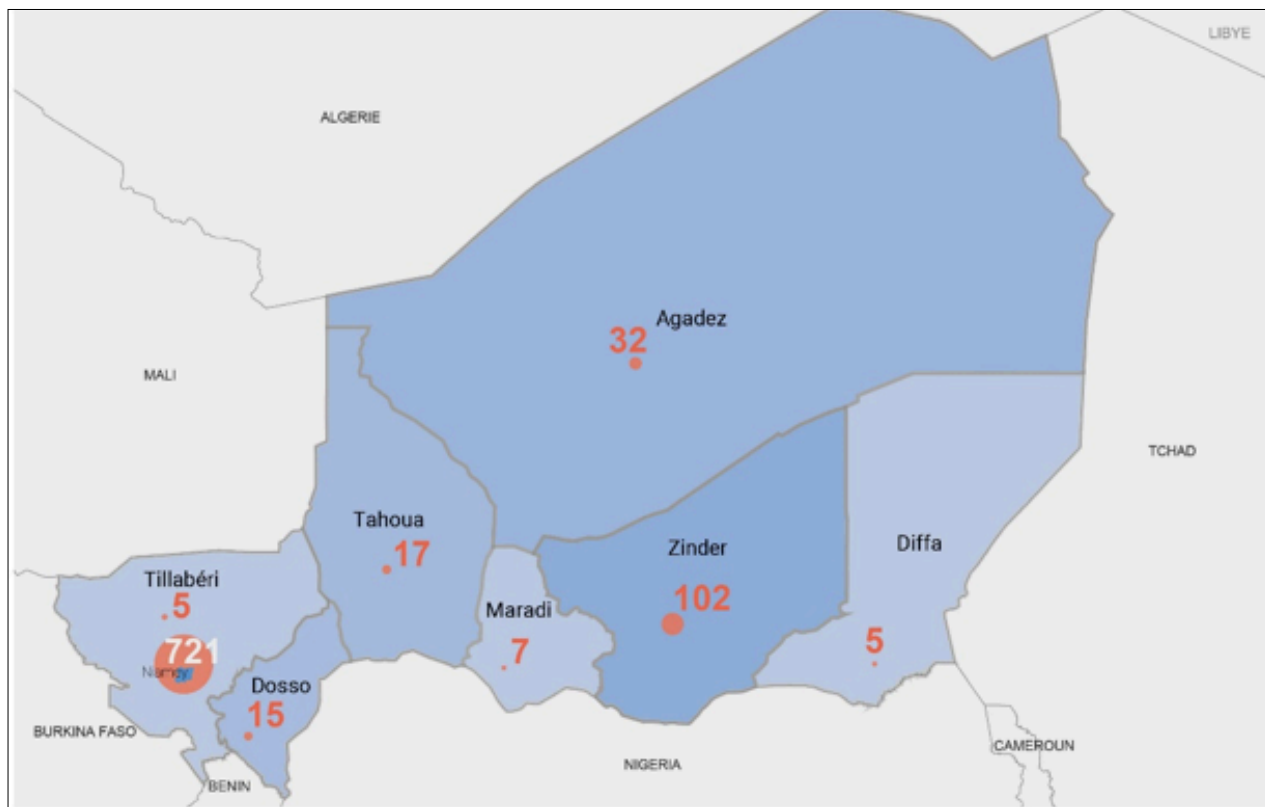 LIBYE
ALGERIE
Agadez
32
MALI
TCHAD
Tahoua
17
Zinder
Diffa
Tillabéri
5
102
Maradi
7
5
721
Niamey
Dosso
15
BURKINA FASO
CAMEROUN
NIGERIA
BENIN